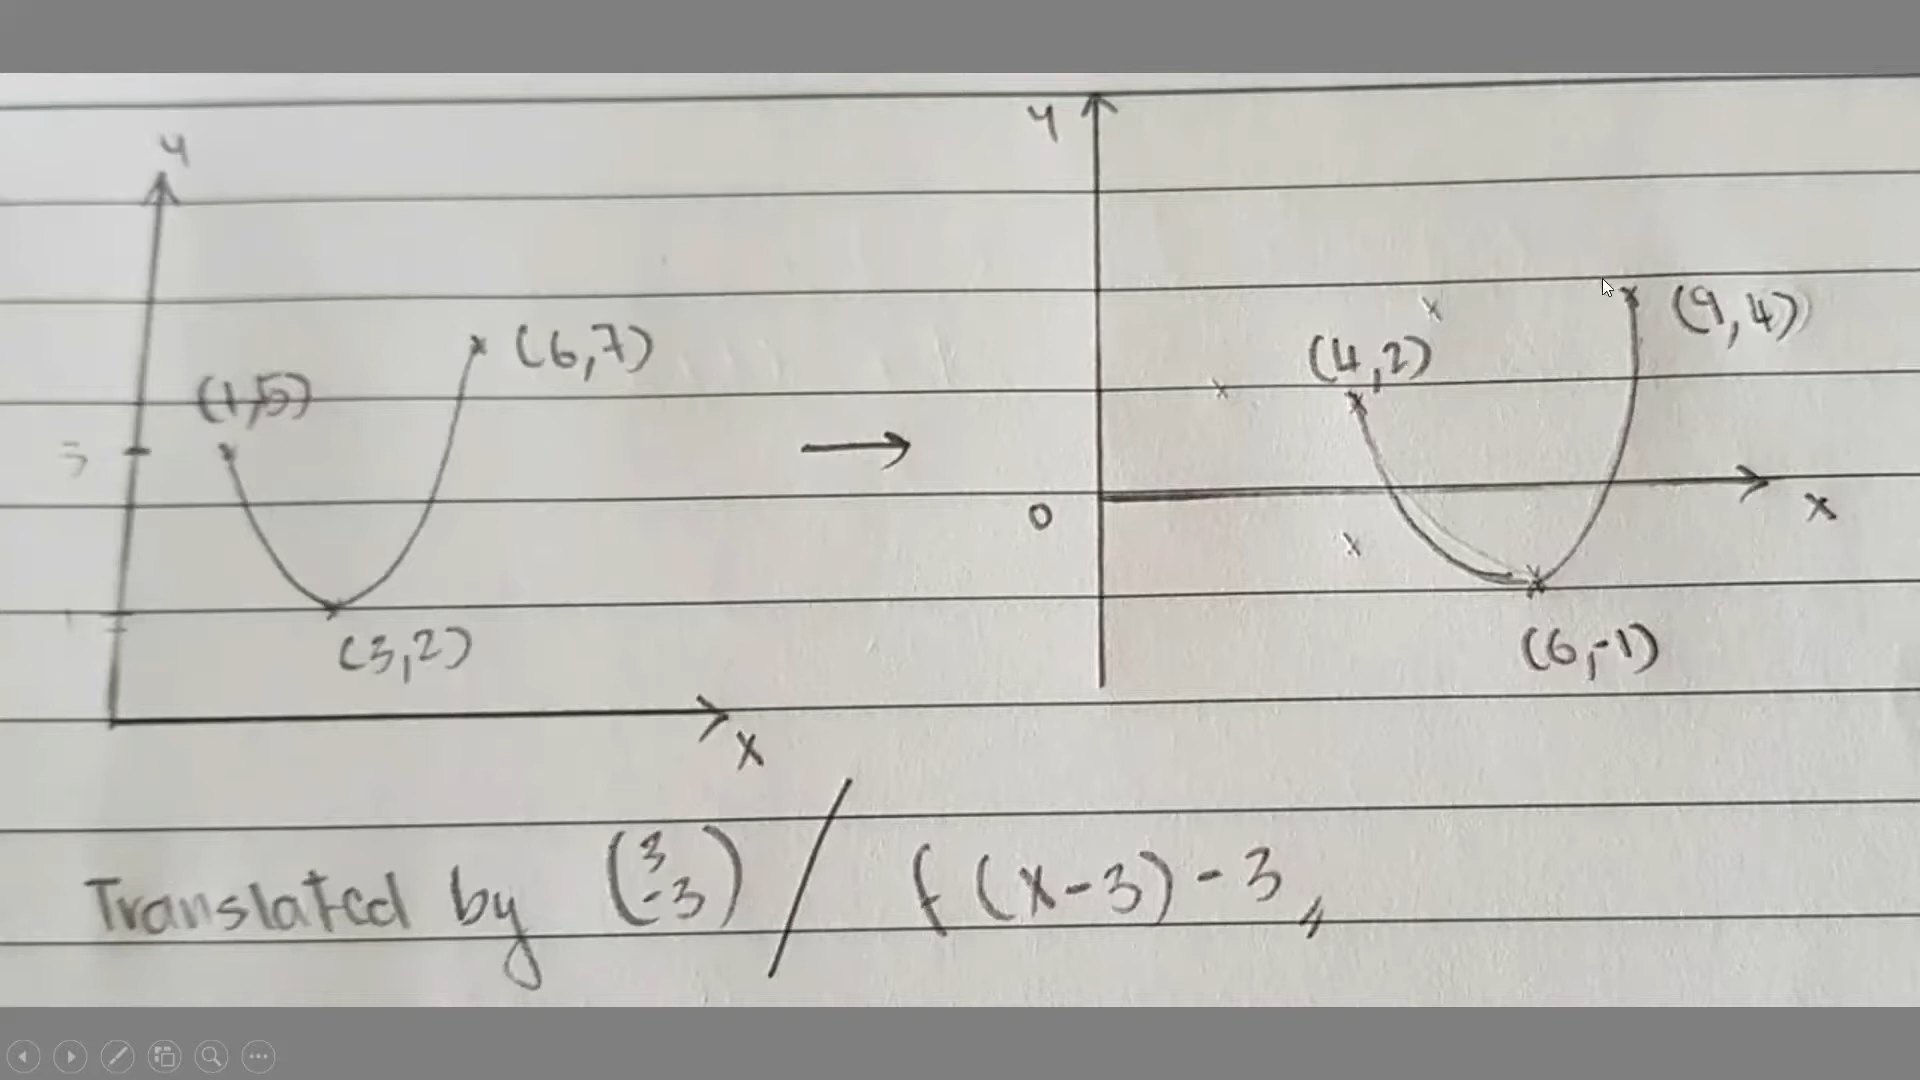 y
(1,5)
(6,7)
5
(3,2)
x
y
(4,2)
(9,4)
0
x
(6,-1)
Translated by (3 -3) / f(x-3)-3